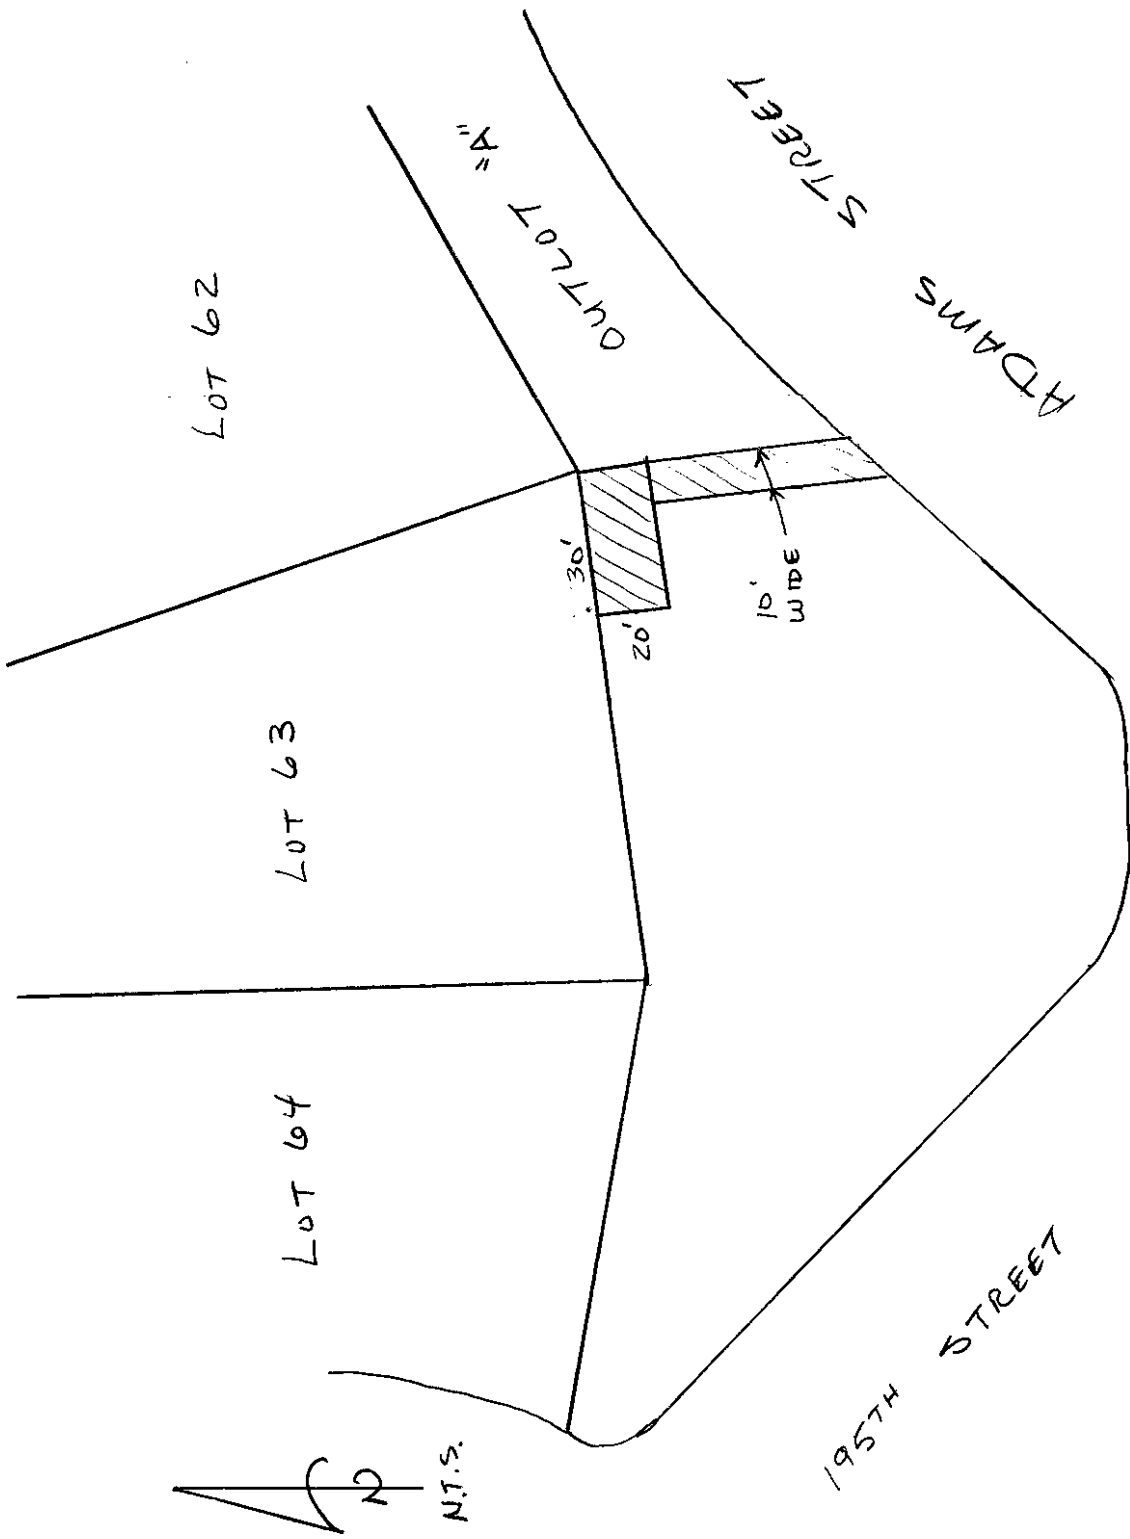 LOT 62
LOT 63
LOT 64
OUTLOT "A"
ADAMS STREET
195TH STREET
30'
20'
10'
WIDE
N
N.T.S.